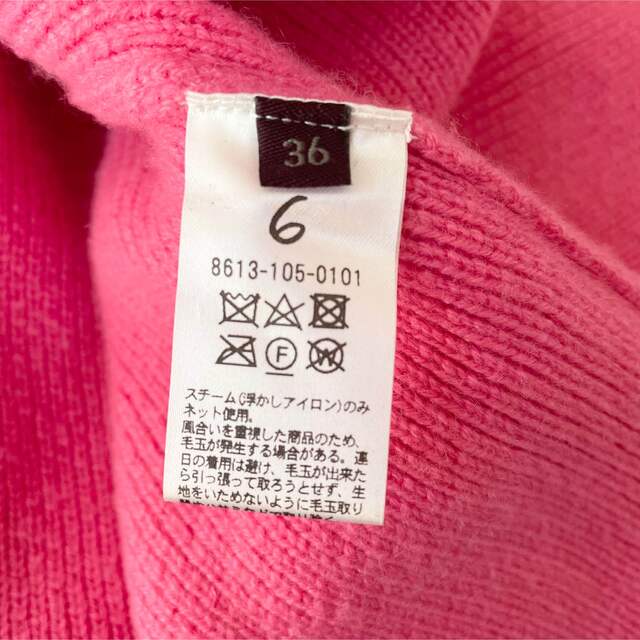 36
6
8613-105-0101
F
W
スチーム(浮かしアイロン)のみ
ネット使用。
風合いを重視した商品のため、
毛玉が発生する場合がある。連
日の着用は避け、毛玉が出来た
ら引っ張って取ろうとせず、生
地をいためないように毛玉取り